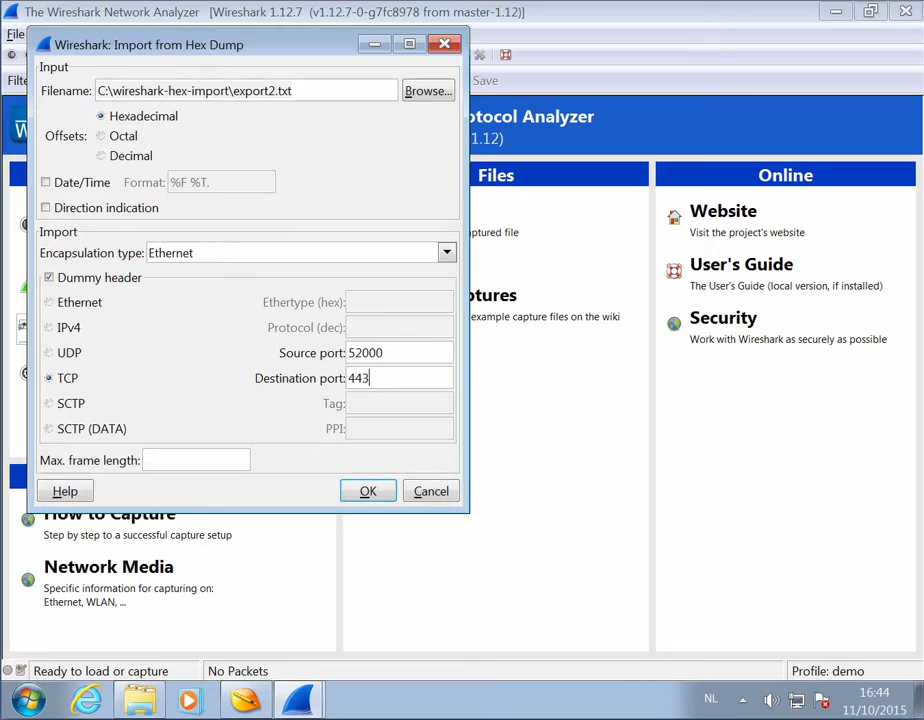 The Wireshark Network Analyzer [Wireshark 1.12.7 (v1.12.7-0-g7fc8978 from master-1.12)]
File
Wireshark: Import from Hex Dump
Filte
Save
Input
Filename: C:\wireshark-hex-import\export2.txt Browse...
Offsets:
Hexadecimal
Octal
Decimal
Date/Time Format: %F %T.
Direction indication
Import
Encapsulation type: Ethernet
Dummy header
Ethernet Ethertype (hex):
IPv4 Protocol (dec):
UDP Source port: 52000
TCP Destination port: 443
SCTP Tag:
SCTP (DATA) PPI:
Max. frame length:
Help OK Cancel
otocol Analyzer
1.12)
Files
aptured file
ptures
example capture files on the wiki
Online
Website
Visit the project's website
User's Guide
The User's Guide (local version, if installed)
Security
Work with Wireshark as securely as possible
How to Capture
Step by step to a successful capture setup
Network Media
Specific information for capturing on:
Ethernet, WLAN, ...
Ready to load or capture No Packets Profile: demo
NL
16:44
11/10/2015